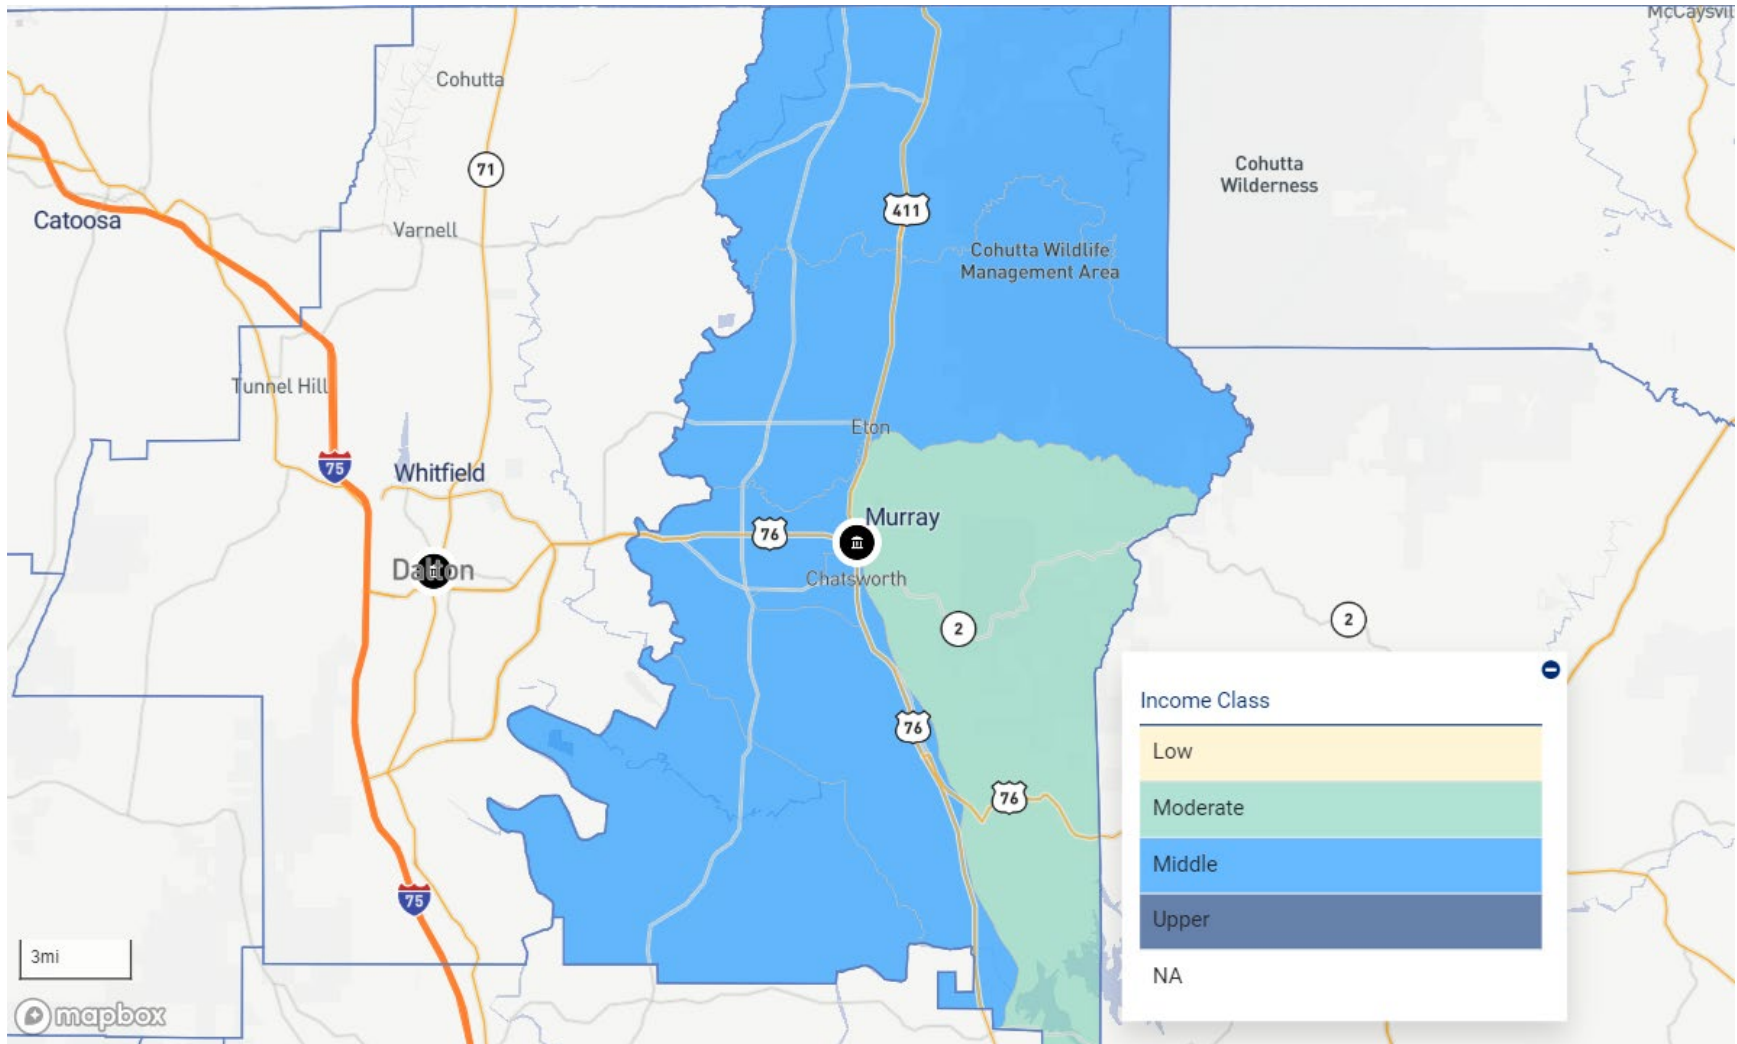 McCaysvil
Cohutta
71
Cohutta
Wilderness
Catoosa
Varnell
411
Cohutta Wildlife
Management Area
Tunnel Hill
Eton
75
Whitfield
Murray
76
Dalton
Chatsworth
2
2
76
76
75
Income Class
Low
Moderate
Middle
Upper
NA
3mi
mapbox